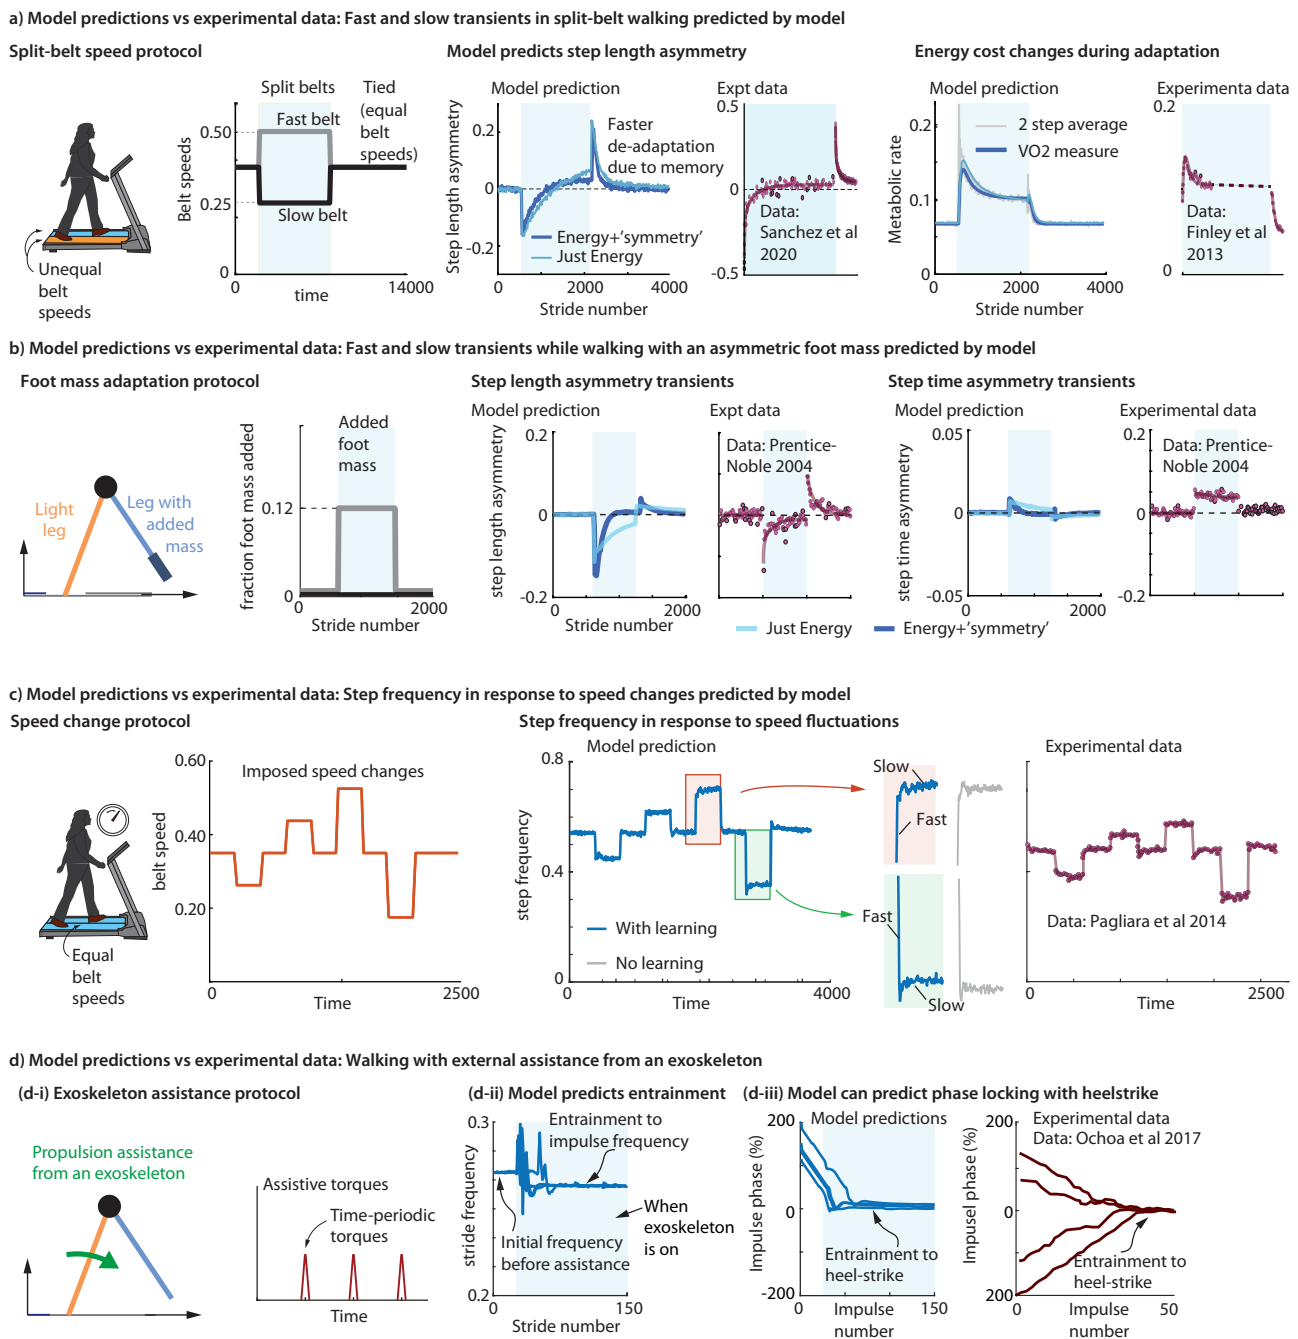 a) Model predictions vs experimental data: Fast and slow transients in split-belt walking predicted by model
Split-belt speed protocol
Unequal
belt
speeds
Belt speeds
0.50
0.25
0
Split belts
Fast belt
Slow belt
Tied
(equal
belt
speeds)
0
time
14000
Model predicts step length asymmetry
Model prediction
Step length asymmetry
0.2
0
-0.2
Faster
de-adaptation
due to memory
Energy+'symmetry'
Just Energy
0
2000
4000
Stride number
Expt data
0.5
0
-0.5
Data:
Sanchez et al
2020
Energy cost changes during adaptation
Model prediction
Metabolic rate
0.2
0.1
0
2 step average
VO2 measure
0
2000
4000
Stride number
Experimenta data
0.2
0
Data:
Finley et al
2013
b) Model predictions vs experimental data: Fast and slow transients while walking with an asymmetric foot mass predicted by model
Foot mass adaptation protocol
Light
leg
Leg with
added
mass
fraction foot mass added
Added
foot
mass
0.12
0
0
2000
Stride number
Step length asymmetry transients
Model prediction
step length asymmetry
0.2
0
-0.2
0
2000
Stride number
Expt data
0.2
0
-0.2
Data: Prentice-
Noble 2004
Step time asymmetry transients
Model prediction
step time asymmetry
0.05
0
-0.05
0
2000
Stride number
Experimental data
0.2
0
-0.2
Data: Prentice-
Noble 2004
Just Energy
Energy+'symmetry'
c) Model predictions vs experimental data: Step frequency in response to speed changes predicted by model
Speed change protocol
Equal
belt
speeds
belt speed
0.60
0.40
0.20
Imposed speed changes
0
Time
2500
Step frequency in response to speed fluctuations
Model prediction
step frequency
0.8
0.4
0
With learning
No learning
0
Time
4000
Slow
Fast
Fast
Slow
Experimental data
Data: Pagliara et al 2014
0
Time
2500
d) Model predictions vs experimental data: Walking with external assistance from an exoskeleton
(d-i) Exoskeleton assistance protocol
Propulsion assistance
from an exoskeleton
Assistive torques
Time-periodic
torques
Time
(d-ii) Model predicts entrainment
stride frequency
0.3
0.2
Entrainment to
impulse frequency
When
exoskeleton
is on
Initial frequency
before assistance
0
150
Stride number
(d-iii) Model can predict phase locking with heelstrike
Model predictions
Impulse phase (%)
200
0
-200
Entrainment to
heel-strike
0
150
Impulse
number
Experimental data
Data: Ochoa et al 2017
Impusel phase (%)
200
0
200
Entrainment to
heel-strike
0
50
Impulse
number